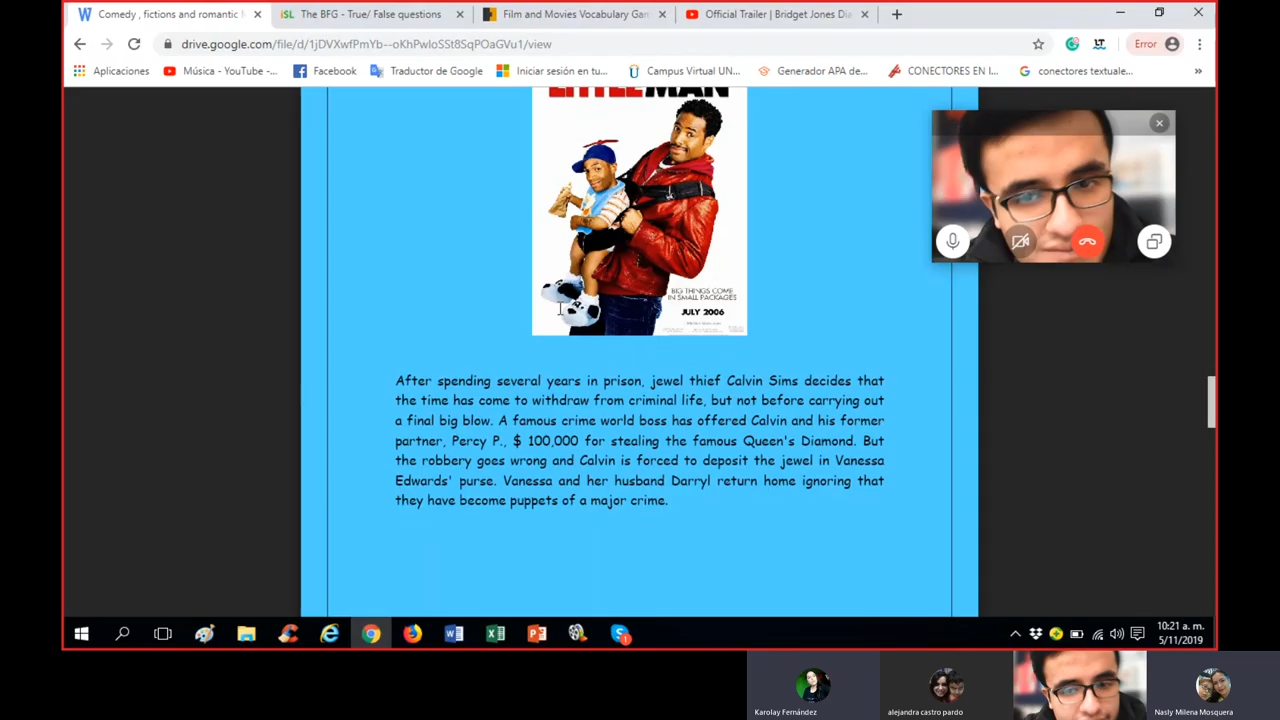 Comedy , fictions and romantic
The BFG - True/ False questions
Film and Movies Vocabulary Gam
Official Trailer | Bridget Jones Dia
drive.google.com/file/d/1jDVXwfPmYb--tKhPwIoSSt8SqPOaGVu1/view
Error
Aplicaciones
Música - YouTube -...
Facebook
Traductor de Google
Iniciar sesión en tu...
Campus Virtual UN...
Generador APA de...
CONECTORES EN I...
conectores textuale...
LITTLE MAN
BIG THINGS COME
IN SMALL PACKAGES
JULY 2006
After spending several years in prison, jewel thief Calvin Sims decides that
the time has come to withdraw from criminal life, but not before carrying out
a final big blow. A famous crime world boss has offered Calvin and his former
partner, Percy P., $ 100,000 for stealing the famous Queen's Diamond. But
the robbery goes wrong and Calvin is forced to deposit the jewel in Vanessa
Edwards' purse. Vanessa and her husband Darryl return home ignoring that
they have become puppets of a major crime.
10:21 a. m.
5/11/2019
Karolay Fernández
alejandra castro pardo
Nasly Milena Mosquera